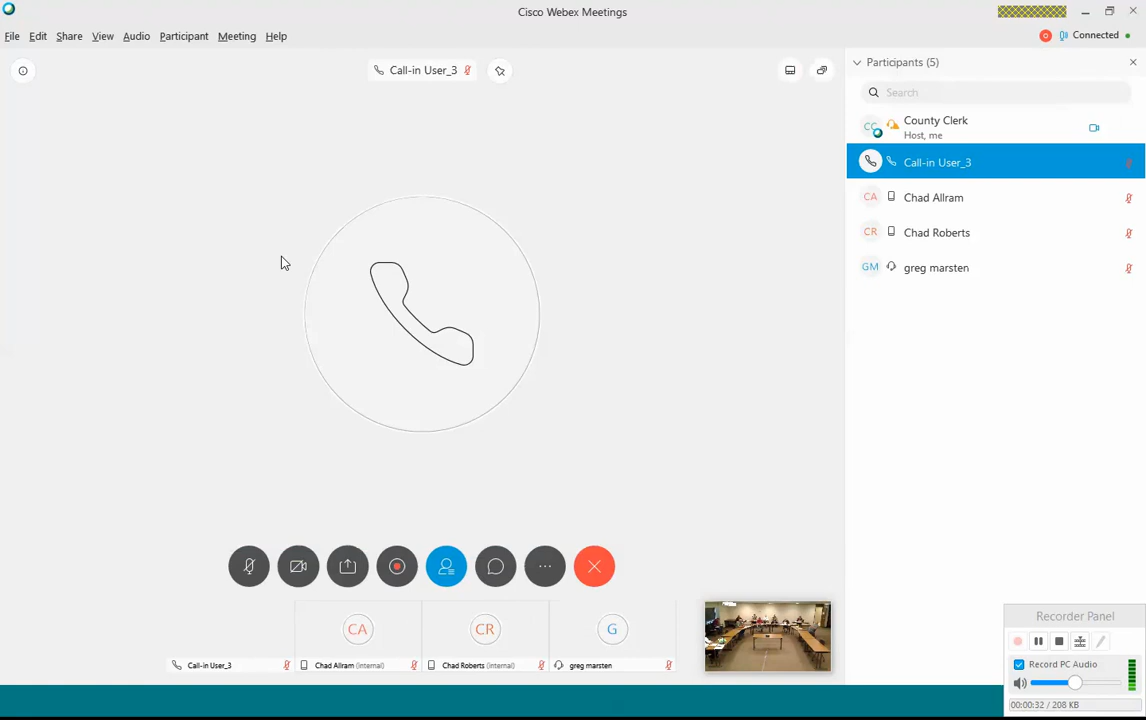 Cisco Webex Meetings
File Edit Share View Audio Participant Meeting Help
Connected
Call-in User_3
Participants (5)
Search
CC County Clerk
Host, me
Call-in User_3
CA Chad Allram
CR Chad Roberts
GM greg marsten
CA
CR
G
Call-in User_3
Chad Allram (internal)
Chad Roberts (internal)
greg marsten
Recorder Panel
Record PC Audio
00:00:32 / 208 KB